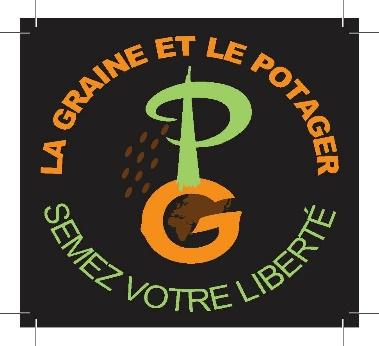 LA GRAINE ET LE POTAGER
P
G
SEMEZ VOTRE LIBERTÉ